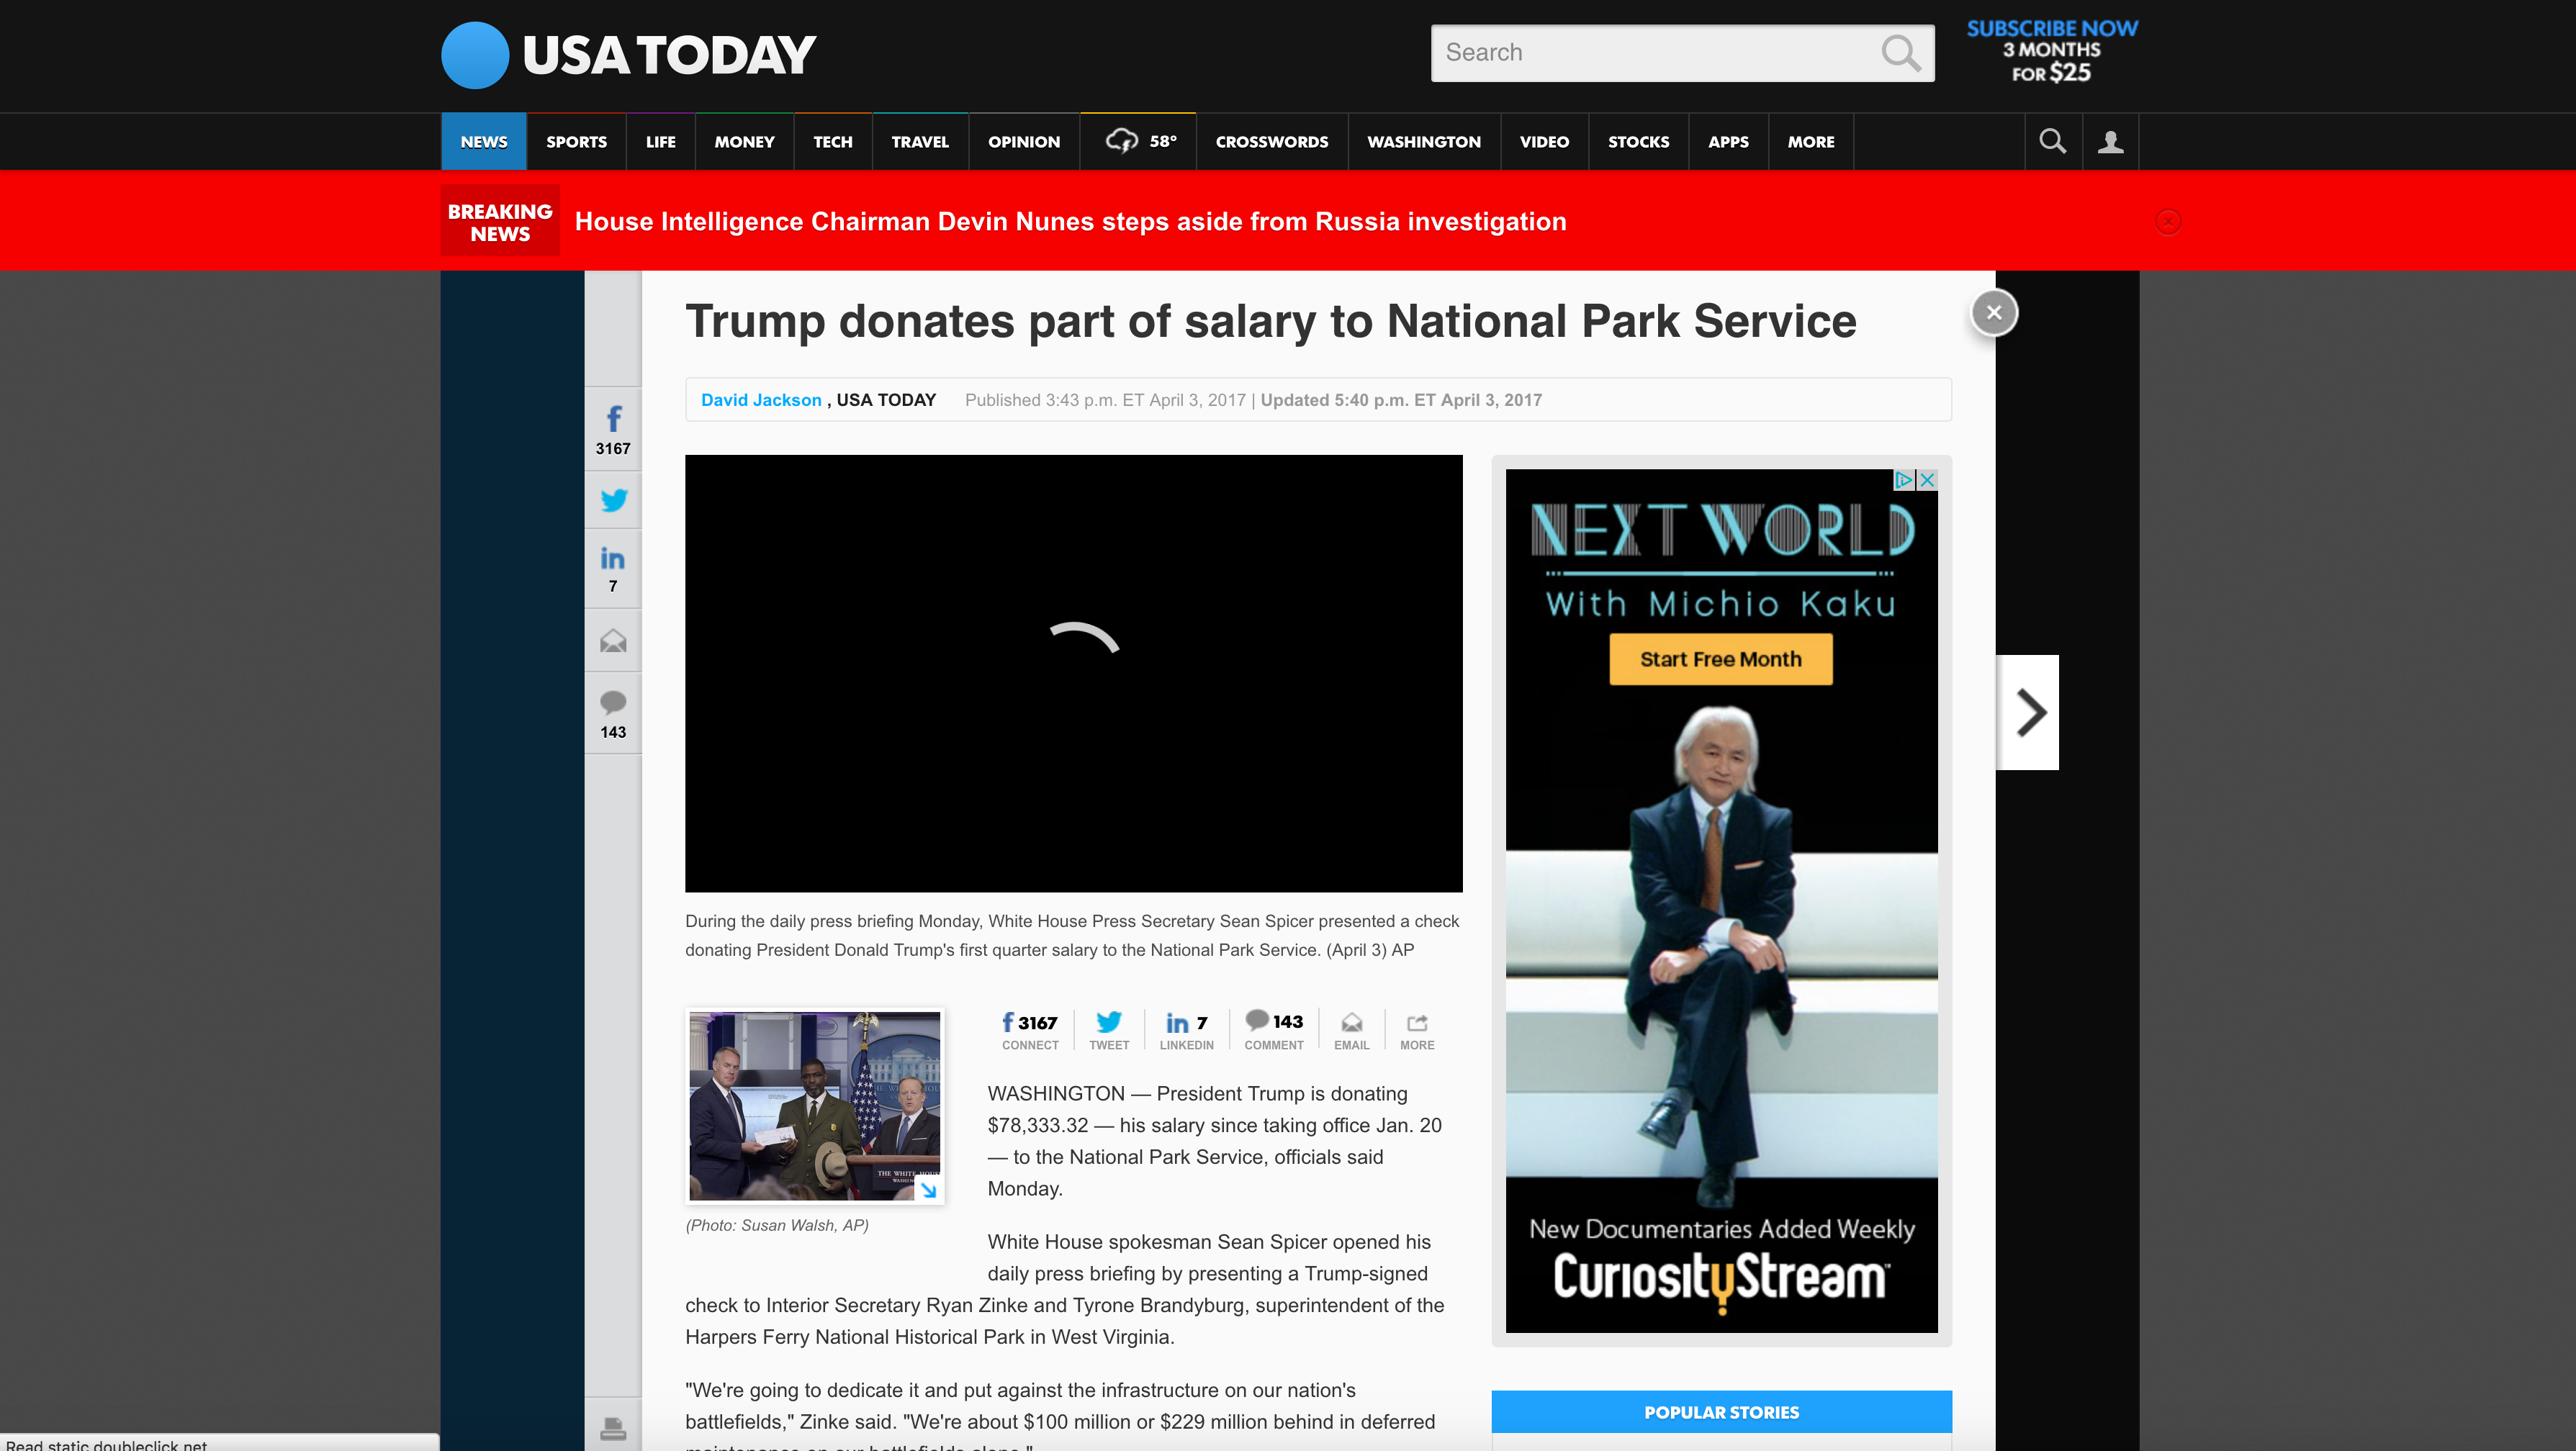 USA TODAY
Search
SUBSCRIBE NOW
3 MONTHS
FOR $25
NEWS
SPORTS
LIFE
MONEY
TECH
TRAVEL
OPINION
58°
CROSSWORDS
WASHINGTON
VIDEO
STOCKS
APPS
MORE
BREAKING
NEWS
House Intelligence Chairman Devin Nunes steps aside from Russia investigation
Trump donates part of salary to National Park Service
David Jackson , USA TODAY Published 3:43 p.m. ET April 3, 2017 | Updated 5:40 p.m. ET April 3, 2017
3167
in
7
143
During the daily press briefing Monday, White House Press Secretary Sean Spicer presented a check
donating President Donald Trump's first quarter salary to the National Park Service. (April 3) AP
THE WHITE HOUSE
(Photo: Susan Walsh, AP)
f 3167
CONNECT
TWEET
in 7
LINKEDIN
143
COMMENT
EMAIL
MORE
WASHINGTON — President Trump is donating
$78,333.32 — his salary since taking office Jan. 20
— to the National Park Service, officials said
Monday.
White House spokesman Sean Spicer opened his
daily press briefing by presenting a Trump-signed
check to Interior Secretary Ryan Zinke and Tyrone Brandyburg, superintendent of the
Harpers Ferry National Historical Park in West Virginia.
"We're going to dedicate it and put against the infrastructure on our nation's
battlefields," Zinke said. "We're about $100 million or $229 million behind in deferred
maintenance on our battlefields alone."
NEXT WORLD
With Michio Kaku
Start Free Month
New Documentaries Added Weekly
CuriosityStream
POPULAR STORIES
Read static.doubleclick.net